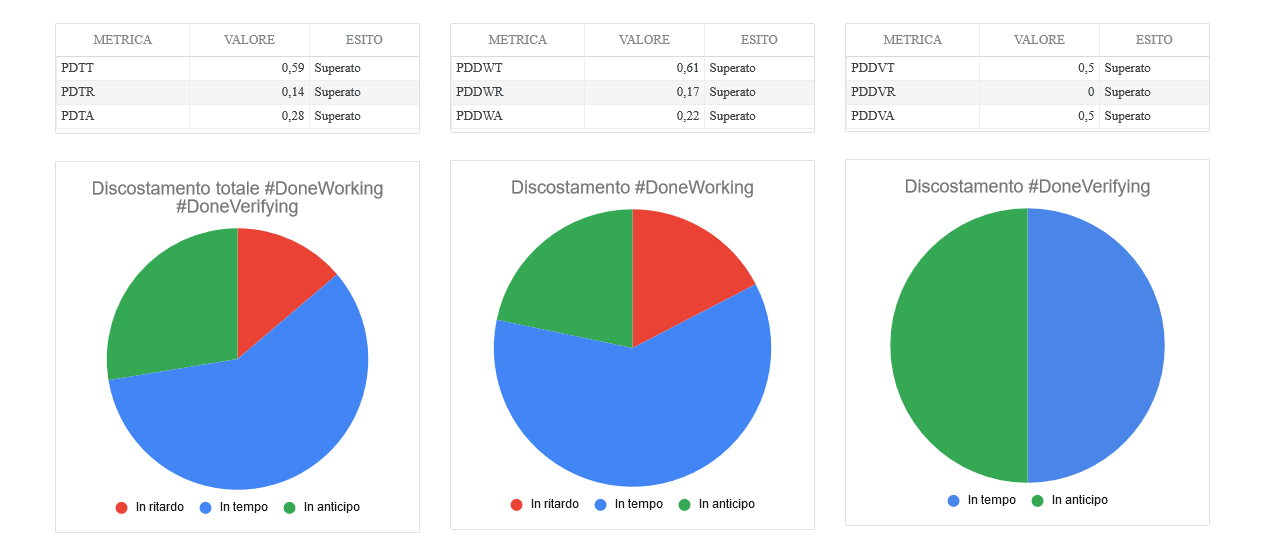 METRICA VALORE ESITO
PDTT 0,59 Superato
PDTR 0,14 Superato
PDTA 0,28 Superato
METRICA VALORE ESITO
PDDWT 0,61 Superato
PDDWR 0,17 Superato
PDDWA 0,22 Superato
METRICA VALORE ESITO
PDDVT 0,5 Superato
PDDVR 0 Superato
PDDVA 0,5 Superato
Discostamento totale #DoneWorking
#DoneVerifying
In ritardo In tempo In anticipo
Discostamento #DoneWorking
In ritardo In tempo In anticipo
Discostamento #DoneVerifying
In tempo In anticipo